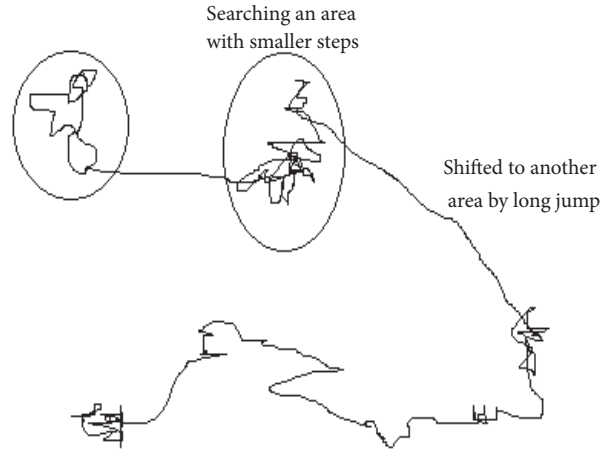 Searching an area
with smaller steps
Shifted to another
area by long jump